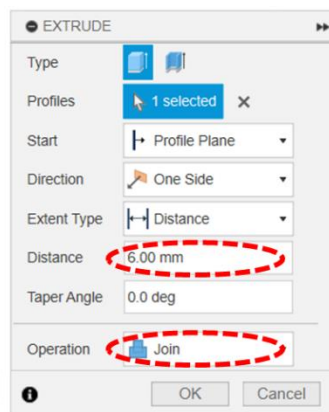 EXTRUDE
Type
Profiles 1 selected
Start Profile Plane
Direction One Side
Extent Type Distance
Distance 6.00 mm
Taper Angle 0.0 deg
Operation Join
OK Cancel